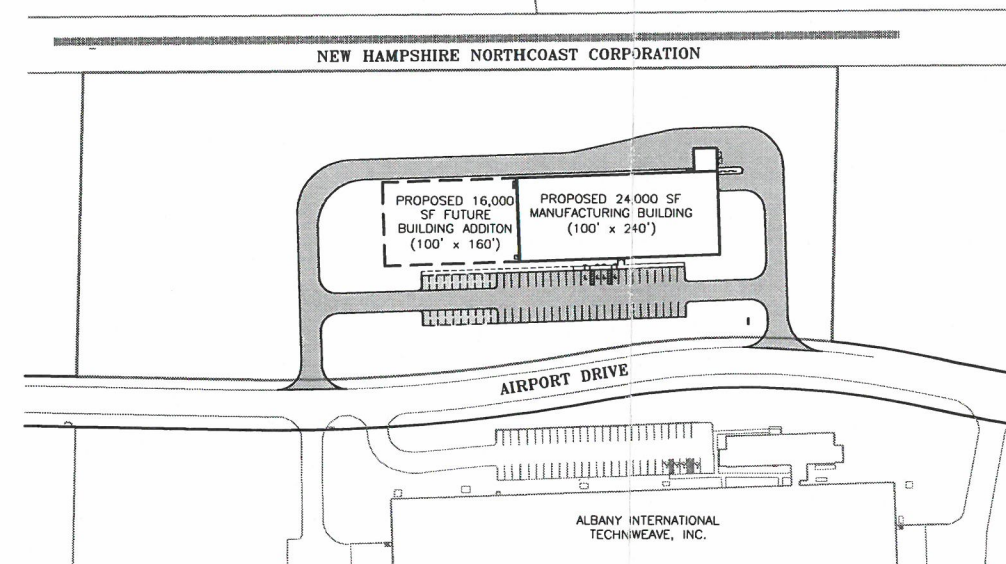 NEW HAMPSHIRE NORTHCOAST CORPORATION
PROPOSED 16,000
SF FUTURE
BUILDING ADDITON
(100' x 160')
PROPOSED 24,000 SF
MANUFACTURING BUILDING
(100' x 240')
AIRPORT DRIVE
ALBANY INTERNATIONAL
TECHNIWEAVE, INC.